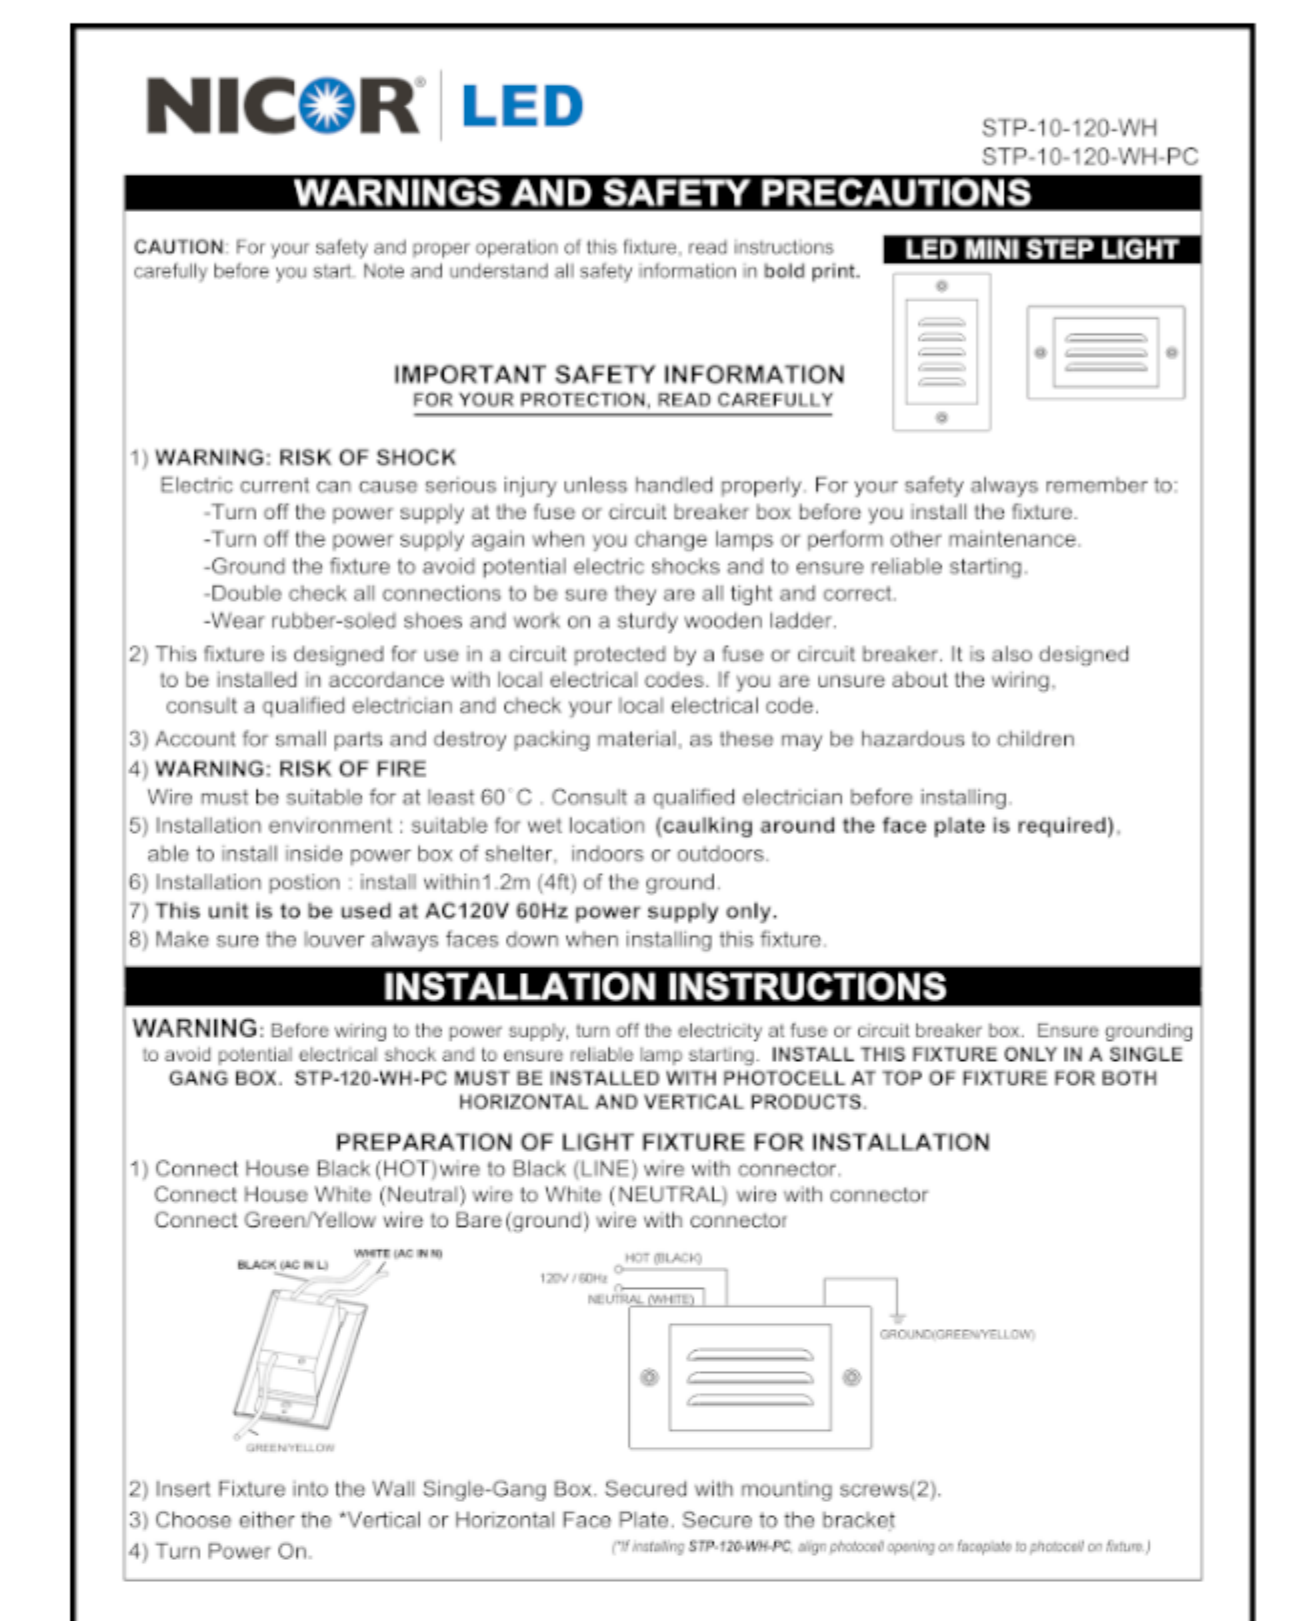 NICOR® LED
STP-10-120-WH
STP-10-120-WH-PC
WARNINGS AND SAFETY PRECAUTIONS
CAUTION: For your safety and proper operation of this fixture, read instructions
carefully before you start. Note and understand all safety information in bold print.
LED MINI STEP LIGHT
IMPORTANT SAFETY INFORMATION
FOR YOUR PROTECTION, READ CAREFULLY
1) WARNING: RISK OF SHOCK
Electric current can cause serious injury unless handled properly. For your safety always remember to:
-Turn off the power supply at the fuse or circuit breaker box before you install the fixture.
-Turn off the power supply again when you change lamps or perform other maintenance.
-Ground the fixture to avoid potential electric shocks and to ensure reliable starting.
-Double check all connections to be sure they are all tight and correct.
-Wear rubber-soled shoes and work on a sturdy wooden ladder.
2) This fixture is designed for use in a circuit protected by a fuse or circuit breaker. It is also designed
to be installed in accordance with local electrical codes. If you are unsure about the wiring,
consult a qualified electrician and check your local electrical code.
3) Account for small parts and destroy packing material, as these may be hazardous to children
4) WARNING: RISK OF FIRE
Wire must be suitable for at least 60°C . Consult a qualified electrician before installing.
5) Installation environment : suitable for wet location (caulking around the face plate is required),
able to install inside power box of shelter, indoors or outdoors.
6) Installation postion : install within1.2m (4ft) of the ground.
7) This unit is to be used at AC120V 60Hz power supply only.
8) Make sure the louver always faces down when installing this fixture.
INSTALLATION INSTRUCTIONS
WARNING: Before wiring to the power supply, turn off the electricity at fuse or circuit breaker box. Ensure grounding
to avoid potential electrical shock and to ensure reliable lamp starting. INSTALL THIS FIXTURE ONLY IN A SINGLE
GANG BOX. STP-120-WH-PC MUST BE INSTALLED WITH PHOTOCELL AT TOP OF FIXTURE FOR BOTH
HORIZONTAL AND VERTICAL PRODUCTS.
PREPARATION OF LIGHT FIXTURE FOR INSTALLATION
1) Connect House Black (HOT) wire to Black (LINE) wire with connector.
Connect House White (Neutral) wire to White (NEUTRAL) wire with connector
Connect Green/Yellow wire to Bare (ground) wire with connector
BLACK (AC IN L)
WHITE (AC IN N)
GREEN/YELLOW
HOT (BLACK)
120V / 60Hz
NEUTRAL (WHITE)
GROUND(GREEN/YELLOW)
2) Insert Fixture into the Wall Single-Gang Box. Secured with mounting screws(2).
3) Choose either the *Vertical or Horizontal Face Plate. Secure to the bracket
4) Turn Power On.
(*If installing STP-120-WH-PC, align photocell opening on faceplate to photocell on fixture.)